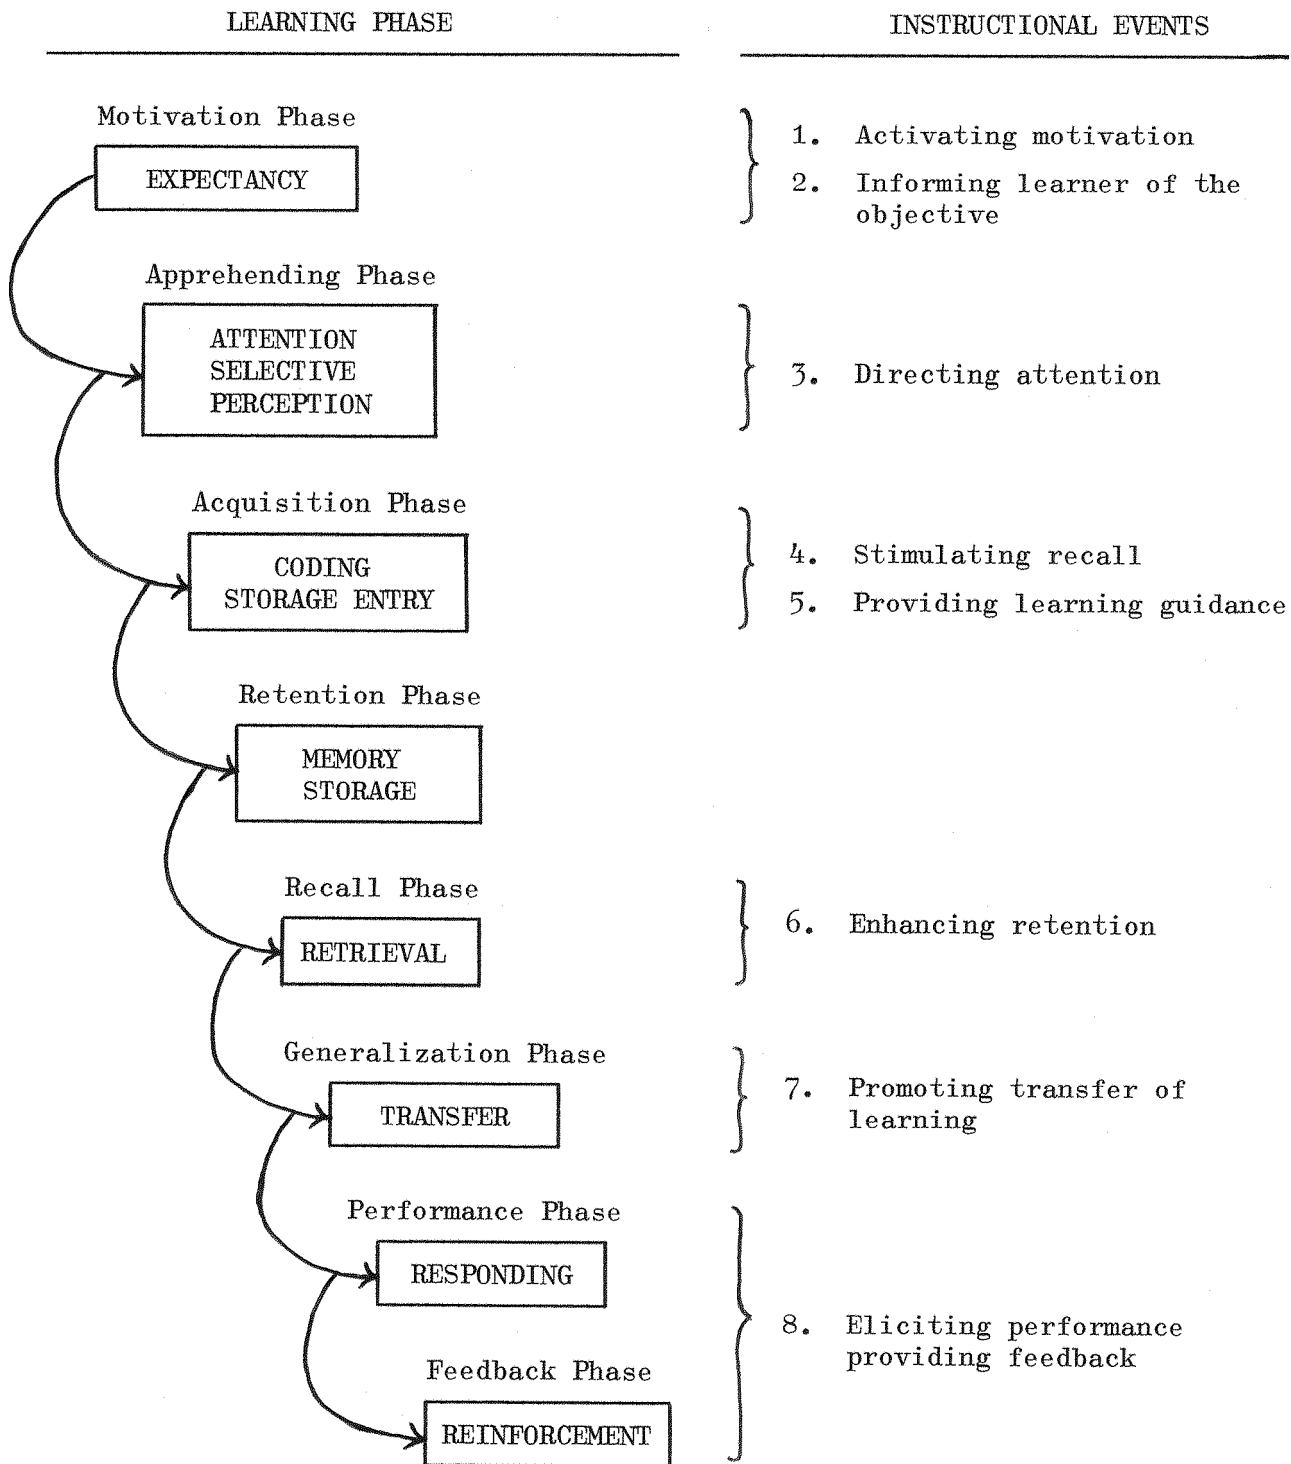 LEARNING PHASE
INSTRUCTIONAL EVENTS
Motivation Phase
EXPECTANCY
1. Activating motivation
2. Informing learner of the
objective
Apprehending Phase
ATTENTION
SELECTIVE
PERCEPTION
3. Directing attention
Acquisition Phase
CODING
STORAGE ENTRY
4. Stimulating recall
5. Providing learning guidance
Retention Phase
MEMORY
STORAGE
Recall Phase
RETRIEVAL
6. Enhancing retention
Generalization Phase
TRANSFER
7. Promoting transfer of
learning
Performance Phase
RESPONDING
8. Eliciting performance
providing feedback
Feedback Phase
REINFORCEMENT